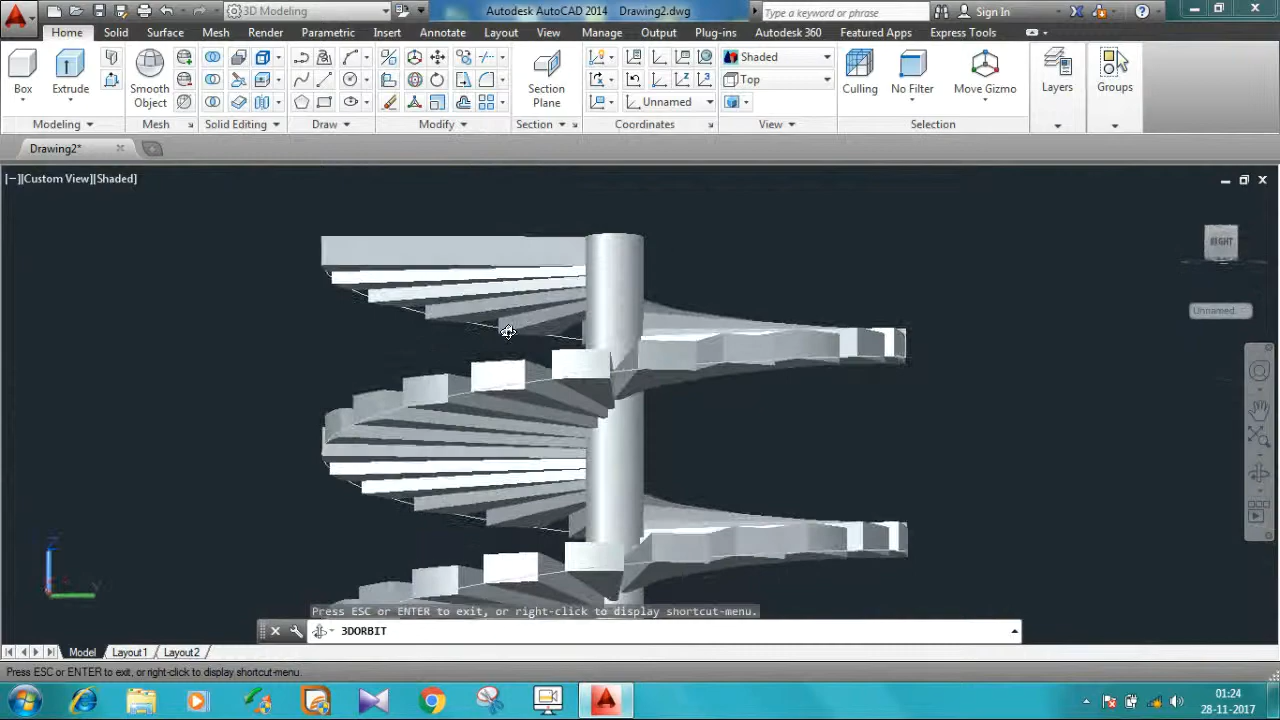 3D Modeling
Autodesk AutoCAD 2014 Drawing2.dwg
Type a keyword or phrase
Sign In
Home Solid Surface Mesh Render Parametric Insert Annotate Layout View Manage Output Plug-ins Autodesk 360 Featured Apps Express Tools
Box
Extrude
Smooth
Object
Section
Plane
Unnamed
Shaded
Top
Culling
No Filter
Move Gizmo
Layers
Groups
Modeling Mesh Solid Editing Draw Modify Section Coordinates View Selection
Drawing2*
[−][Custom View][Shaded]
RIGHT
Unnamed
Z
Y
Press ESC or ENTER to exit, or right-click to display shortcut-menu.
3DORBIT
Model Layout1 Layout2
Press ESC or ENTER to exit, or right-click to display shortcut-menu.
01:24
28-11-2017